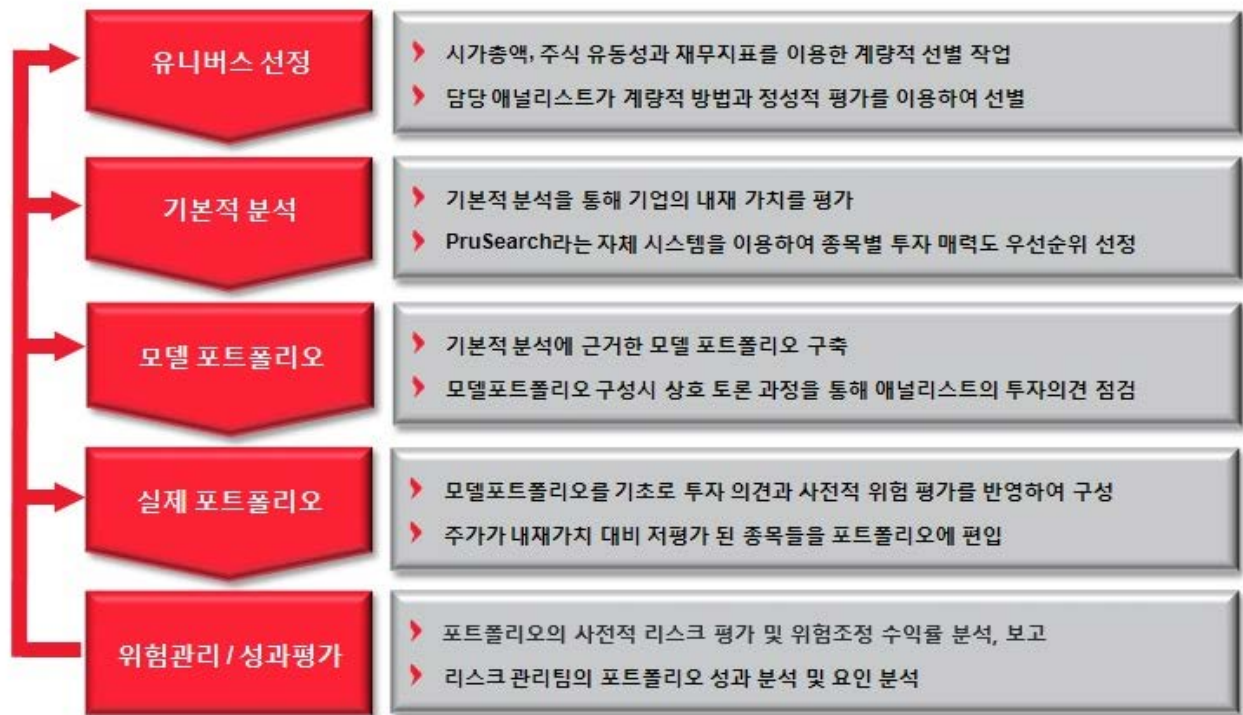 유니버스 선정
시가총액, 주식 유동성과 재무지표를 이용한 계량적 선별 작업
담당 애널리스트가 계량적 방법과 정성적 평가를 이용하여 선별
기본적 분석
기본적 분석을 통해 기업의 내재 가치를 평가
PruSearch라는 자체 시스템을 이용하여 종목별 투자 매력도 우선순위 선정
모델 포트폴리오
기본적 분석에 근거한 모델 포트폴리오 구축
모델포트폴리오 구성시 상호 토론 과정을 통해 애널리스트의 투자의견 점검
실제 포트폴리오
모델포트폴리오를 기초로 투자 의견과 사전적 위험 평가를 반영하여 구성
주가가 내재가치 대비 저평가 된 종목들을 포트폴리오에 편입
위험관리 / 성과평가
포트폴리오의 사전적 리스크 평가 및 위험조정 수익률 분석, 보고
리스크 관리팀의 포트폴리오 성과 분석 및 요인 분석